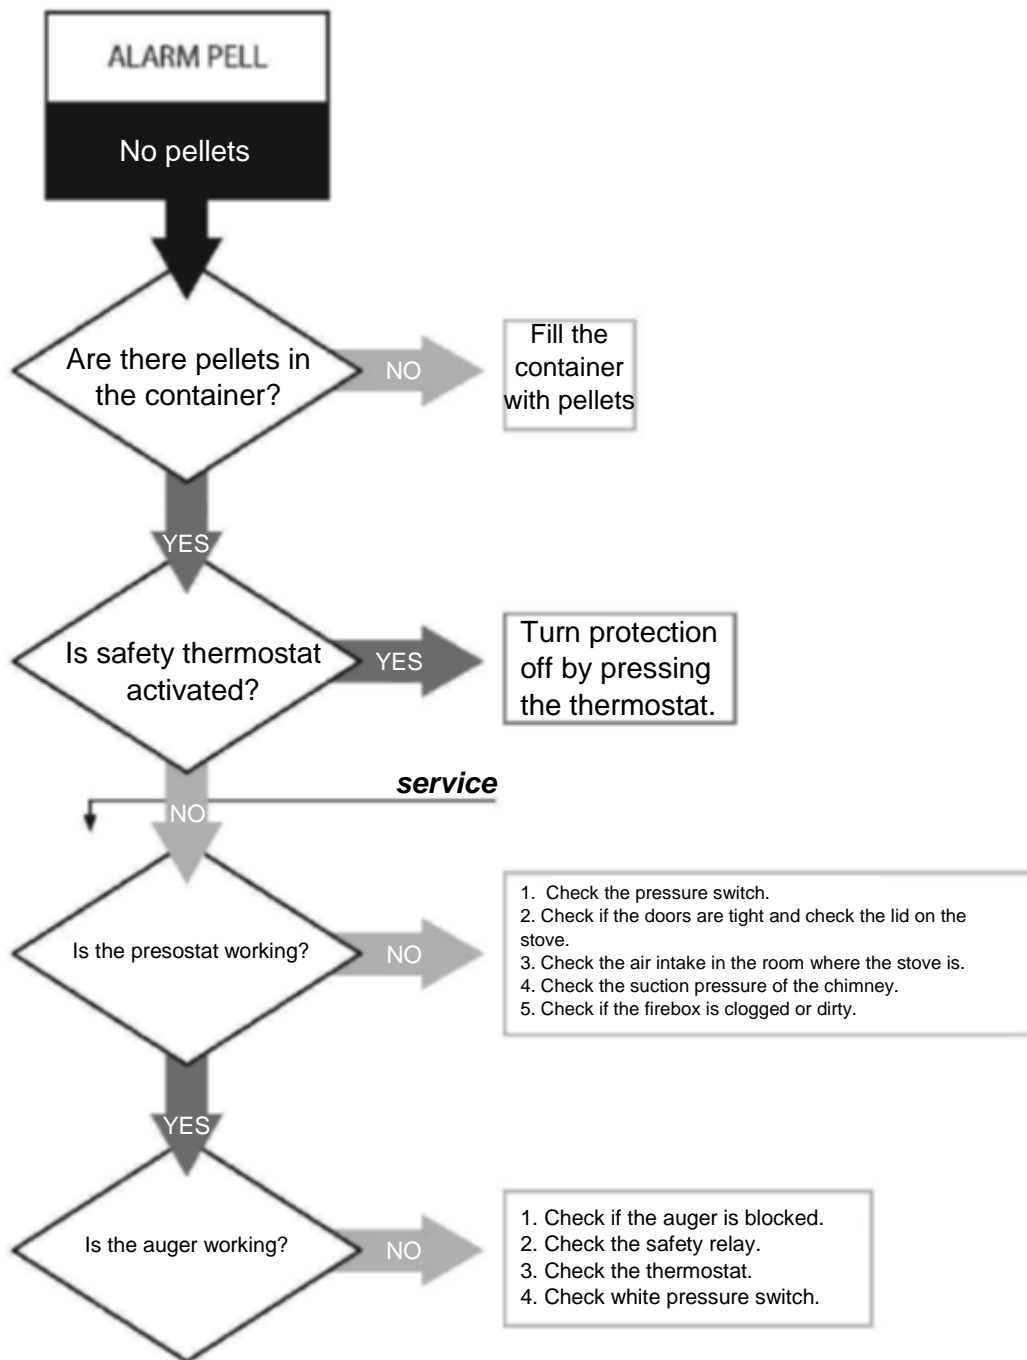 ALARM PELL
No pellets
Are there pellets in
the container?
NO
Fill the
container
with pellets
YES
Is safety thermostat
activated?
YES
Turn protection
off by pressing
the thermostat.
service
NO
Is the presostat working?
NO
1. Check the pressure switch.
2. Check if the doors are tight and check the lid on the
stove.
3. Check the air intake in the room where the stove is.
4. Check the suction pressure of the chimney.
5. Check if the firebox is clogged or dirty.
YES
Is the auger working?
NO
1. Check if the auger is blocked.
2. Check the safety relay.
3. Check the thermostat.
4. Check white pressure switch.